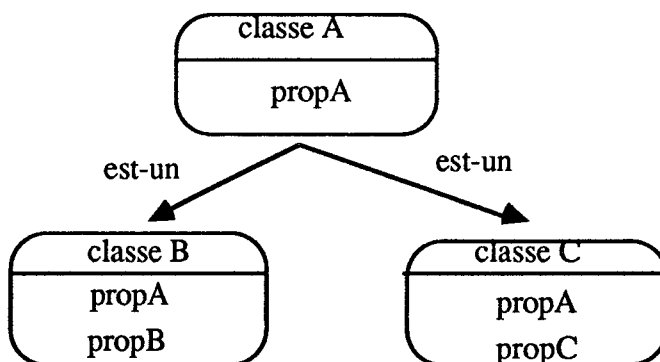 classe A
propA
est-un
est-un
classe B
propA
propB
classe C
propA
propC